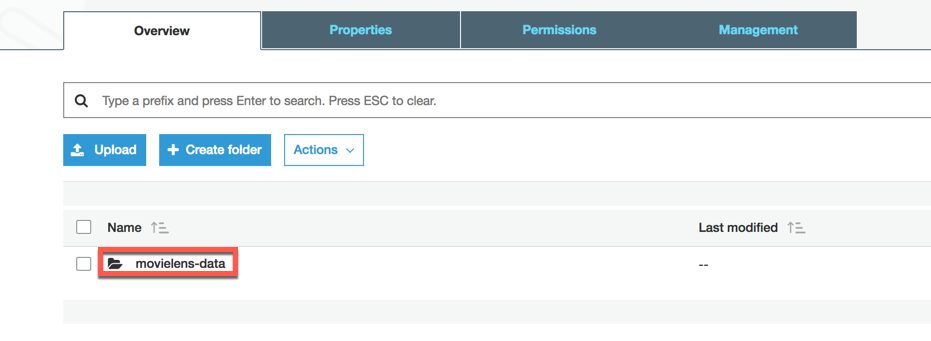 Overview Properties Permissions Management
Type a prefix and press Enter to search. Press ESC to clear.
Upload Create folder Actions
Name Last modified
movielens-data --